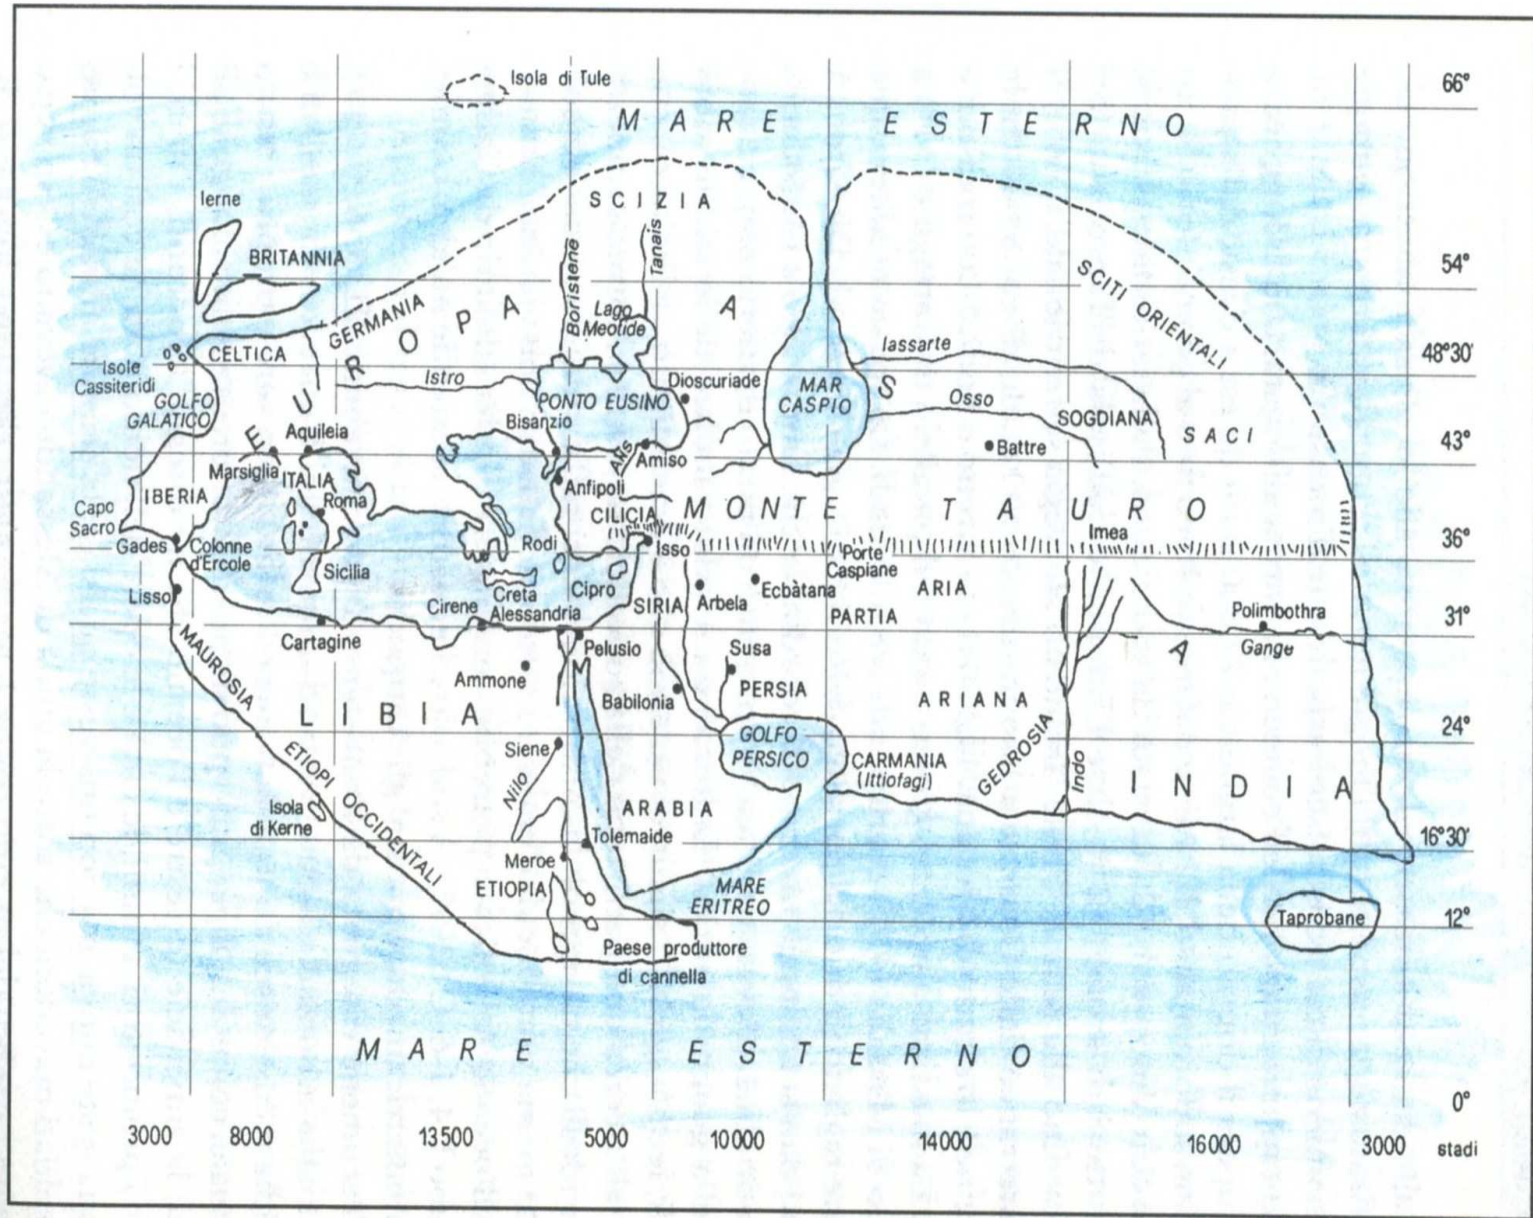 Isola di Tule
66°
MARE ESTERNO
SCIZIA
Ierne
BRITANNIA
Boristene
Tanais
54°
SCITI ORIENTALI
GERMANIA
EUROPA
Lago
Meotide
ASIA
CELTICA
Isole
Cassiteridi
GOLFO
GALATICO
Istro
Iassarte
48°30'
Dioscuriade
PONTO EUSINO
MAR
CASPIO
Osso
SOGDIANA
SACI
Bisanzio
Aquileia
Alis
Amiso
Battre
43°
Marsiglia
ITALIA
Anfipoli
IBERIA
Roma
CILICIA
MONTE TAURO
Capo
Sacro
Gades
Colonne
d'Ercole
Sicilia
Rodi
Isso
Porte
Caspiane
Imea
36°
Lisso
Creta
Cipro
SIRIA
Arbela
Ecbàtana
ARIA
PARTIA
Cirene
Alessandria
Cartagine
Polimbothra
31°
Gange
MAUROSIA
Pelusio
Susa
Ammone
Babilonia
PERSIA
LIBIA
ARIANA
24°
Siene
GOLFO
PERSICO
CARMANIA
(Ittiofagi)
GEDROSIA
Indo
INDIA
ETIOPI OCCIDENTALI
Nilo
Isola
di Kerne
ARABIA
Tolemaide
16°30'
Meroe
ETIOPIA
MARE
ERITREO
Taprobane
12°
Paese produttore
di cannella
MARE ESTERNO
0°
3000 8000 13500 5000 10000 14000 16000 3000 stadi